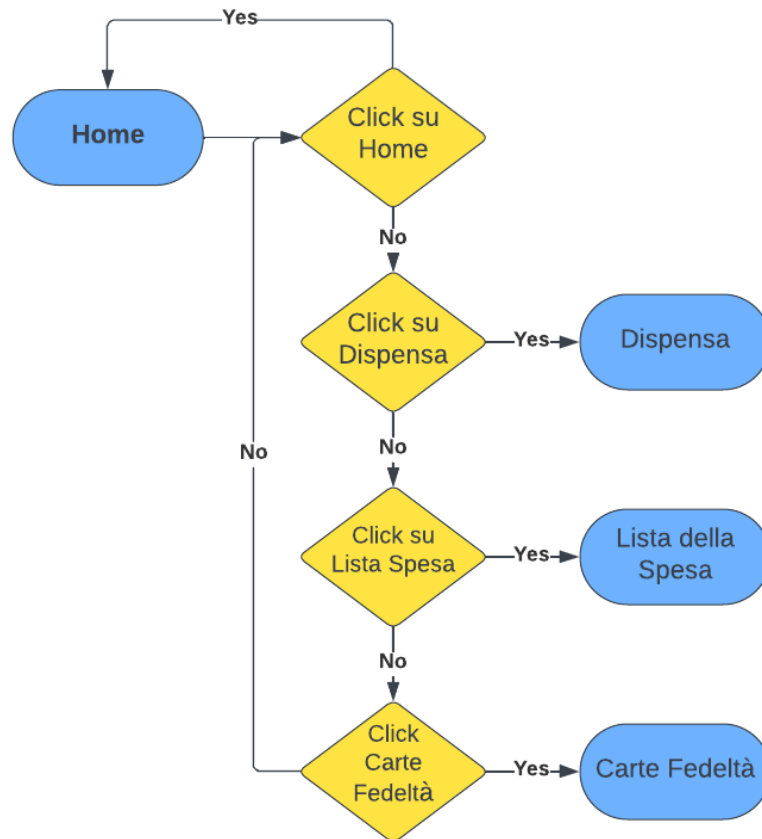 Yes
Home
Click su
Home
No
Click su
Dispensa
Yes
Dispensa
No
No
Click su
Lista Spesa
Yes
Lista della
Spesa
No
Click
Carte
Fedeltà
Yes
Carte Fedeltà